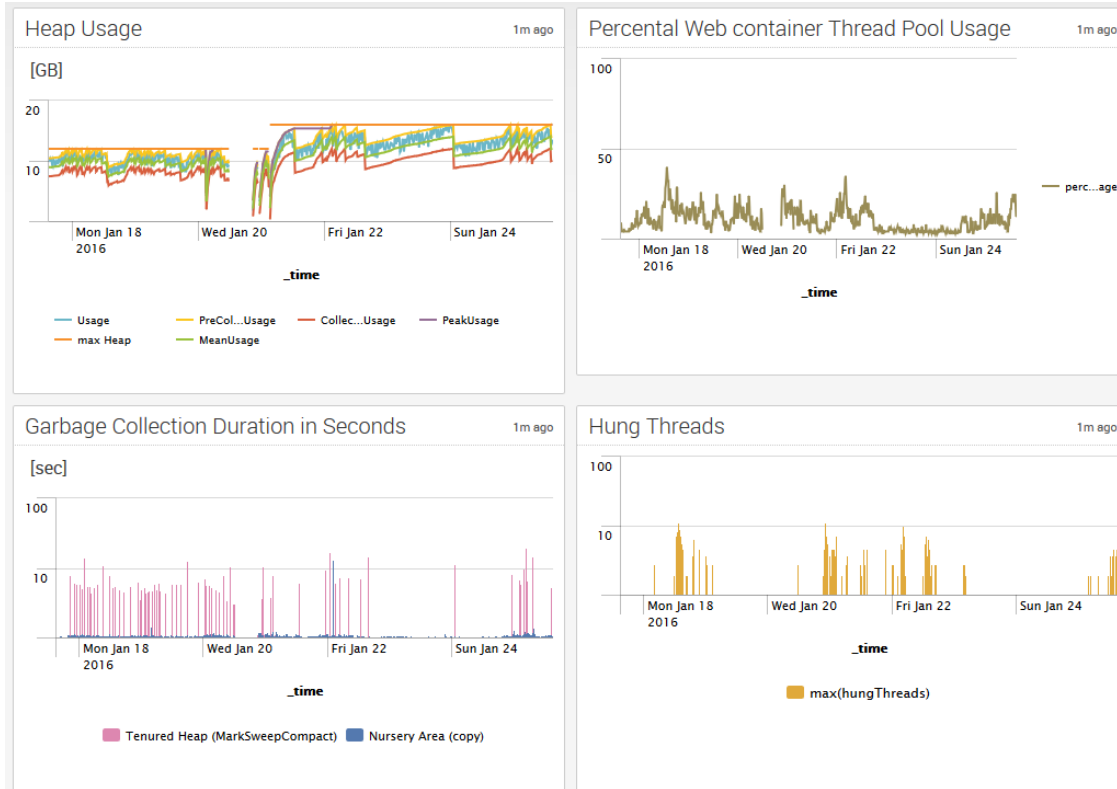 Heap Usage
1m ago
[GB]
20
10
Mon Jan 18
2016
Wed Jan 20
Fri Jan 22
Sun Jan 24
_time
Usage
PreCol...Usage
Collec...Usage
PeakUsage
max Heap
MeanUsage
Percental Web container Thread Pool Usage
1m ago
100
50
Mon Jan 18
2016
Wed Jan 20
Fri Jan 22
Sun Jan 24
_time
perc...age
Garbage Collection Duration in Seconds
1m ago
[sec]
100
10
Mon Jan 18
2016
Wed Jan 20
Fri Jan 22
Sun Jan 24
_time
Tenured Heap (MarkSweepCompact)
Nursery Area (copy)
Hung Threads
1m ago
100
10
Mon Jan 18
2016
Wed Jan 20
Fri Jan 22
Sun Jan 24
_time
max(hungThreads)